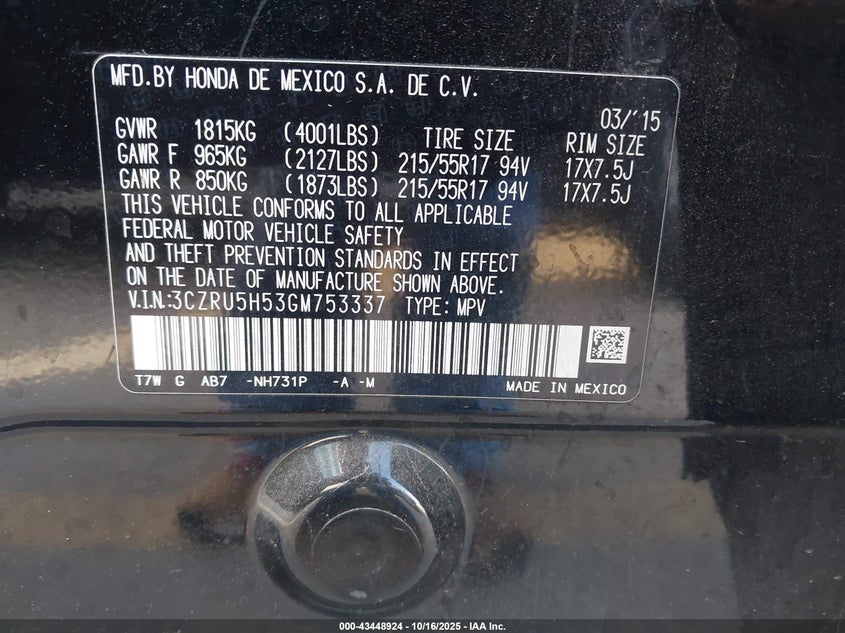 MFD.BY HONDA DE MEXICO S.A. DE C.V.
03/'15
GVWR 1815KG (4001LBS) TIRE SIZE RIM SIZE
GAWR F 965KG (2127LBS) 215/55R17 94V 17X7.5J
GAWR R 850KG (1873LBS) 215/55R17 94V 17X7.5J
THIS VEHICLE CONFORMS TO ALL APPLICABLE
FEDERAL MOTOR VEHICLE SAFETY
AND THEFT PREVENTION STANDARDS IN EFFECT
ON THE DATE OF MANUFACTURE SHOWN ABOVE.
V.I.N.:3CZRU5H53GM753337 TYPE: MPV
T7W G AB7 -NH731P -A -M MADE IN MEXICO
000-43448924 - 10/16/2025 - IAA Inc.